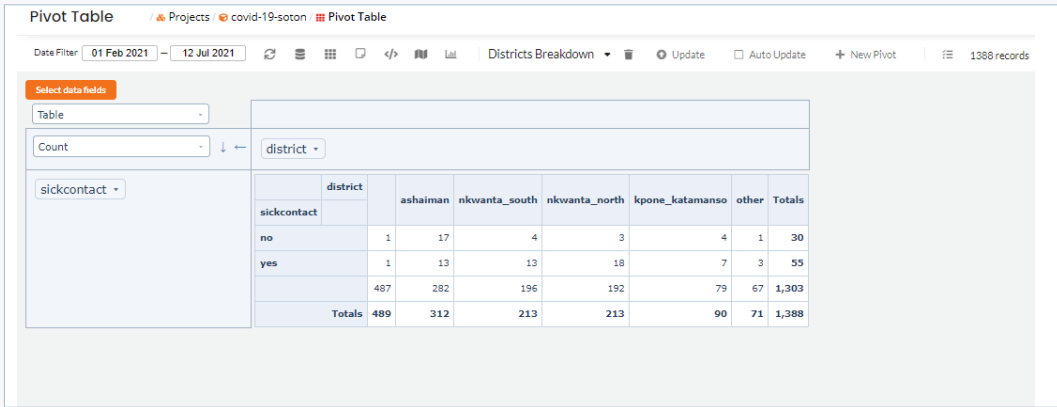 Pivot Table / Projects / covid-19-soton / Pivot Table
Date Filter 01 Feb 2021 — 12 Jul 2021 </> Districts Breakdown Update Auto Update + New Pivot 1388 records
Select data fields
Table
Count ↓ ← district
sickcontact
district ashaiman nkwanta_south nkwanta_north kpone_katamanso other Totals
sickcontact
no 1 17 4 3 4 1 30
yes 1 13 13 18 7 3 55
487 282 196 192 79 67 1,303
Totals 489 312 213 213 90 71 1,388